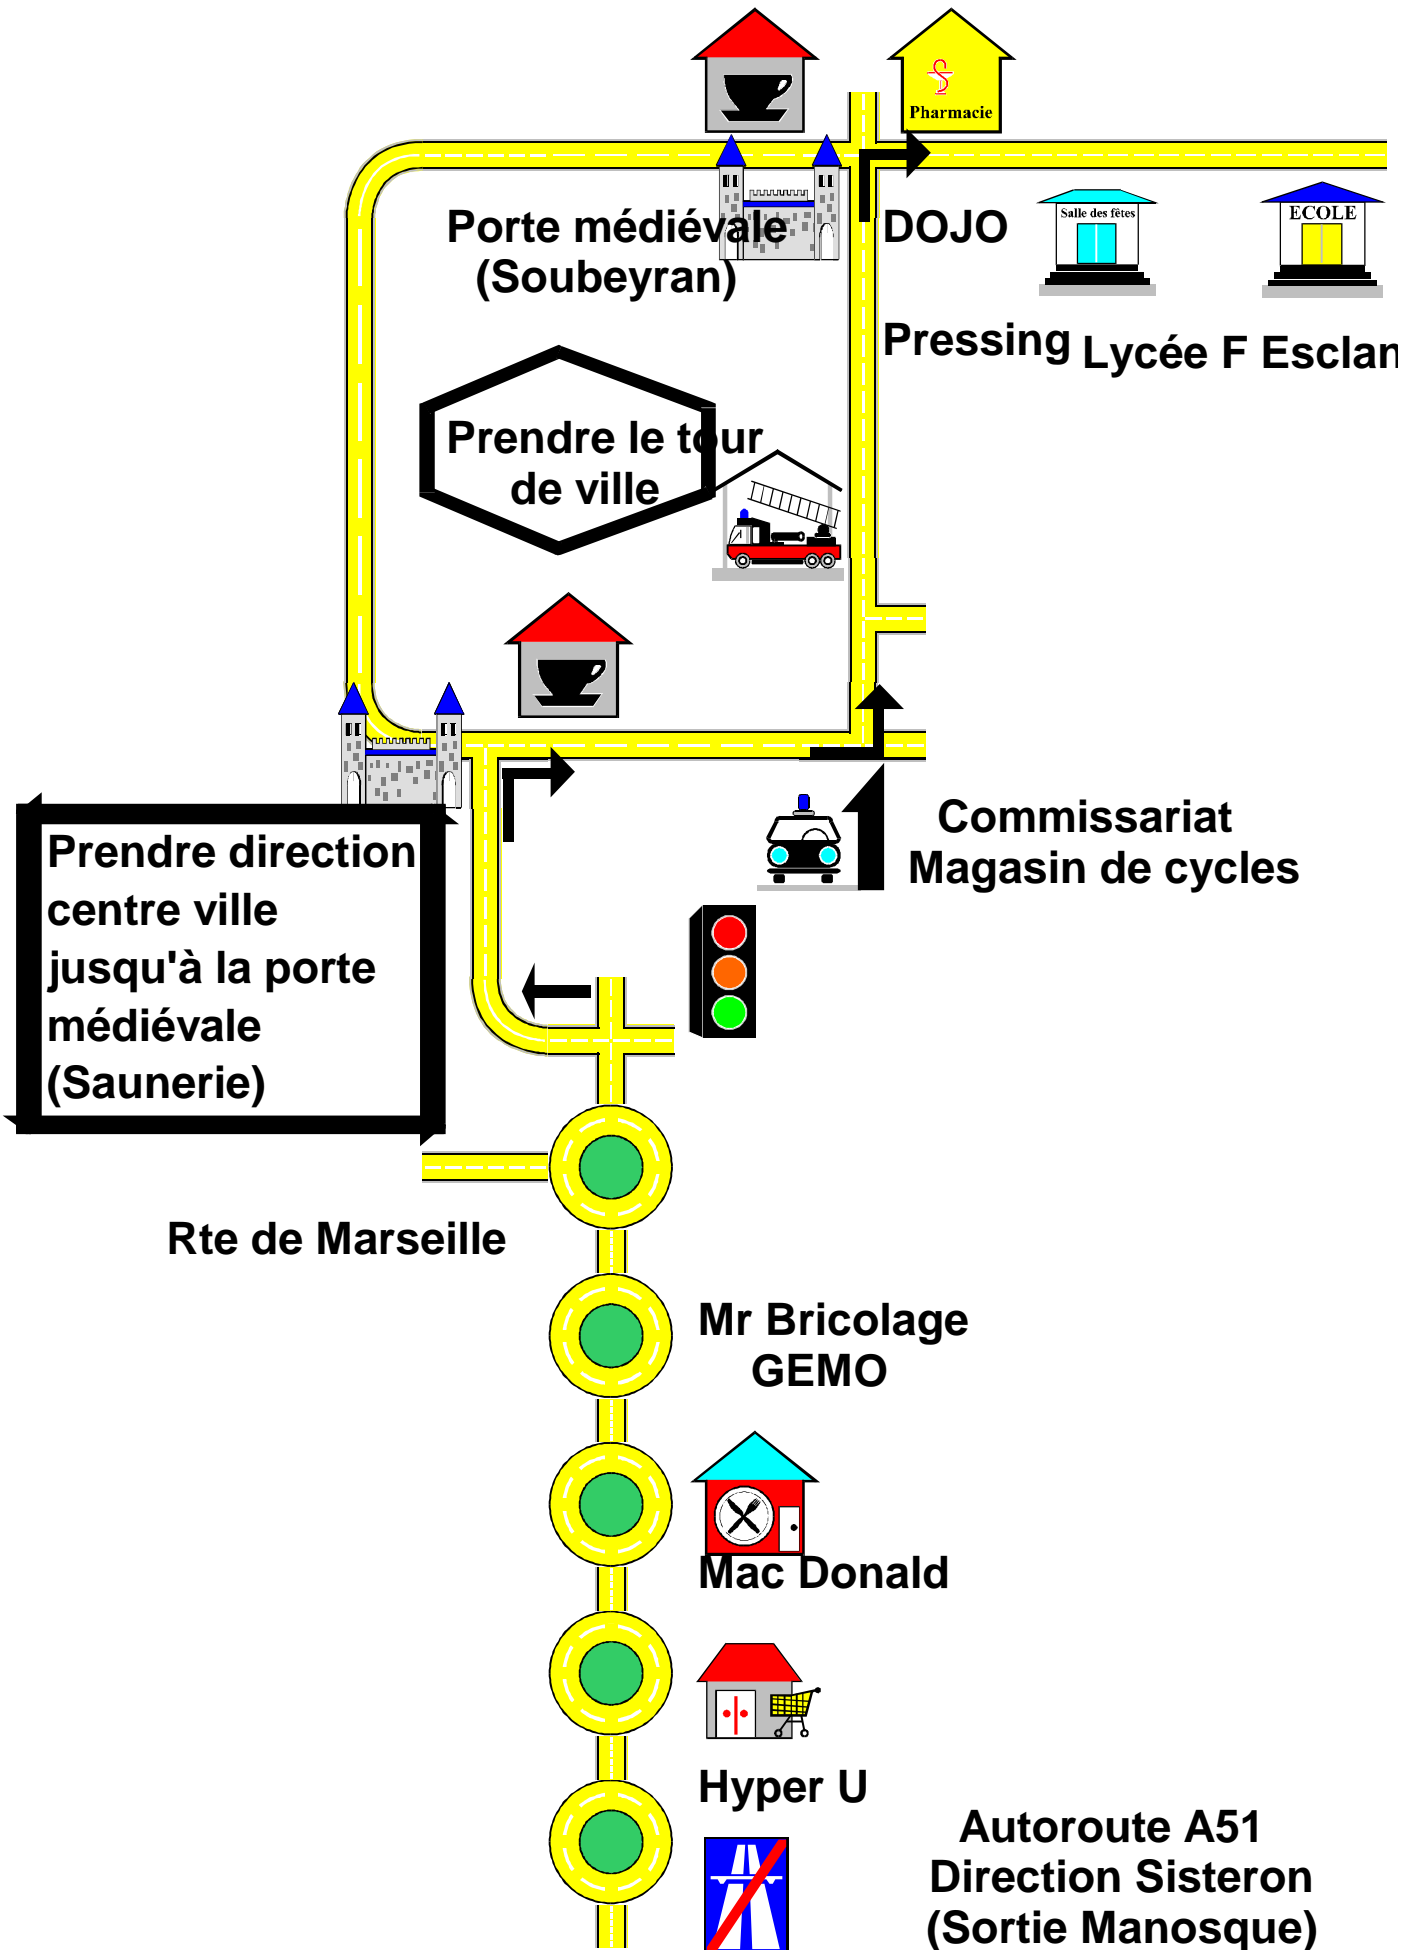 Pharmacie
Porte médiévale
(Soubeyran)
DOJO
Salle des fêtes
ECOLE
Pressing
Lycée F Esclan
Prendre le tour
de ville
Commissariat
Magasin de cycles
Prendre direction
centre ville
jusqu'à la porte
médiévale
(Saunerie)
Rte de Marseille
Mr Bricolage
GEMO
Mac Donald
Hyper U
Autoroute A51
Direction Sisteron
(Sortie Manosque)